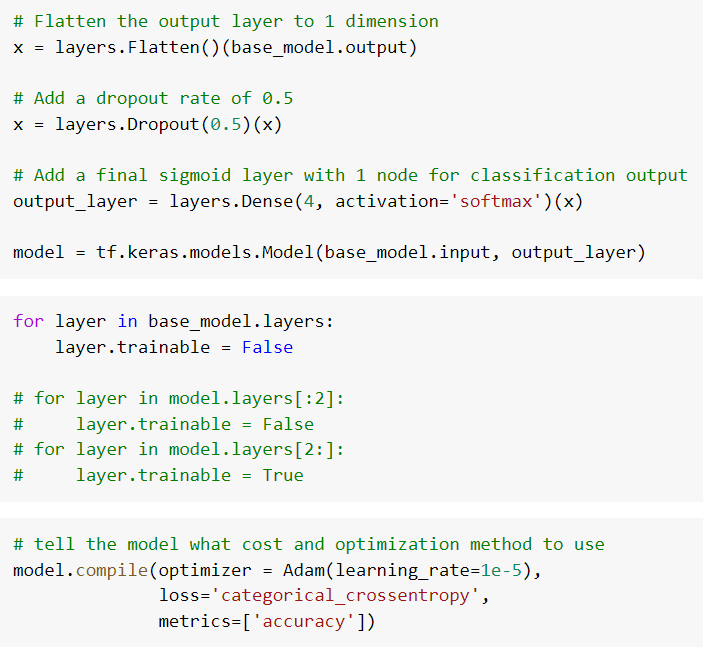 # Flatten the output layer to 1 dimension
x = layers.Flatten()(base_model.output)

# Add a dropout rate of 0.5
x = layers.Dropout(0.5)(x)

# Add a final sigmoid layer with 1 node for classification output
output_layer = layers.Dense(4, activation='softmax')(x)

model = tf.keras.models.Model(base_model.input, output_layer)

for layer in base_model.layers:
    layer.trainable = False

# for layer in model.layers[:2]:
#     layer.trainable = False
# for layer in model.layers[2:]:
#     layer.trainable = True

# tell the model what cost and optimization method to use
model.compile(optimizer = Adam(learning_rate=1e-5),
              loss='categorical_crossentropy',
              metrics=['accuracy'])